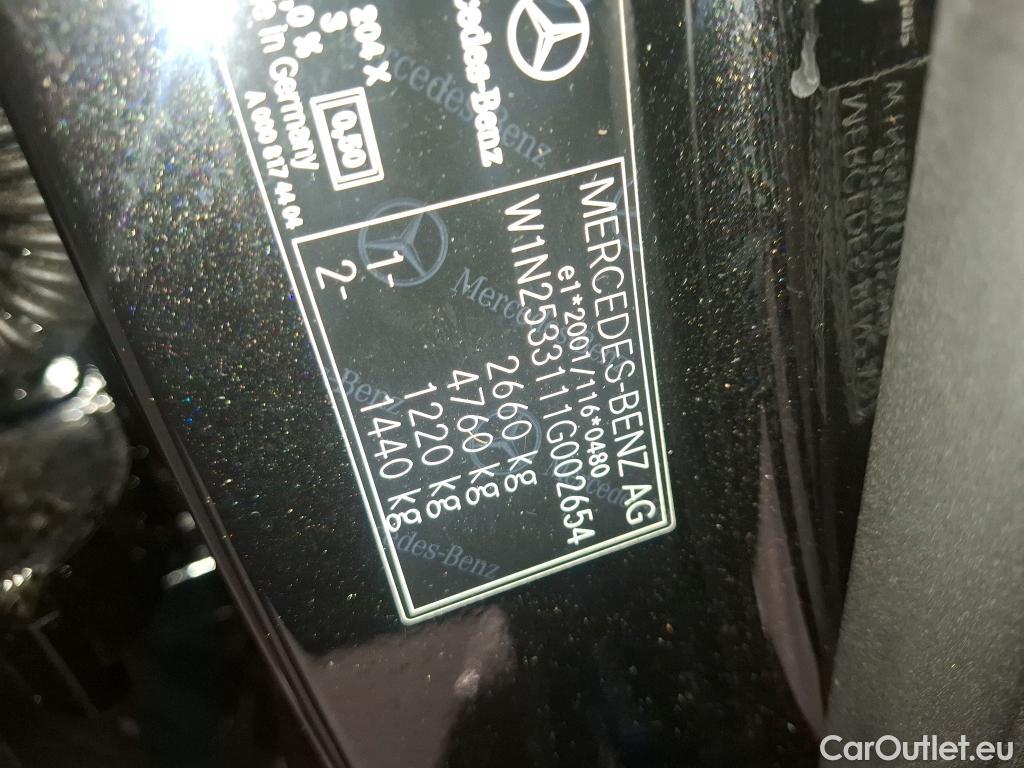 MERCEDES-BENZ AG
e1*2001/116*0480
W1N2533111G002654
2660 kg
4760 kg
1- 1220 kg
2- 1440 kg
204 X
0,50
in Germany
A 000 817 44 04
Mercedes-Benz
CarOutlet.eu